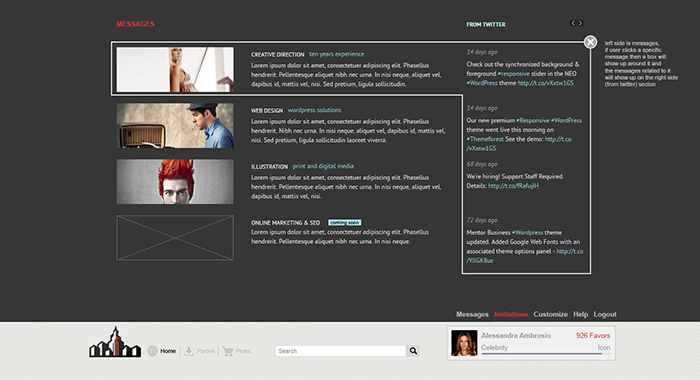 MESSAGES
FROM TWITTER
CREATIVE DIRECTION ten years experience
Lorem ipsum dolor sit amet, consectetuer adipiscing elit. Phasellus
hendrerit. Pellentesque aliquet nibh nec urna. In nisi neque, aliquet vel,
dapibus id, mattis vel, nisi. Sed pretium, ligula sollicitudin.
WEB DESIGN wordpress solutions
Lorem ipsum dolor sit amet, consectetuer adipiscing elit. Phasellus
hendrerit. Nibh nec urna. In nisi neque, aliquet vel, dapibus id, mattis vel,
nisi. Sed pretium, ligula sollicitudin laoreet viverra.
ILLUSTRATION print and digital media
Lorem ipsum dolor sit amet, consectetuer adipiscing elit. Phasellus
hendrerit. Pellentesque aliquet nibh nec urna. In nisi neque, aliquet vel,
dapibus id, mattis vel, nisi.
ONLINE MARKETING & SEO coming soon
Lorem ipsum dolor sit amet, consectetuer adipiscing elit. Phasellus
hendrerit. Pellentesque aliquet nibh nec urna. In nisi neque.
14 days ago
Check out the synchronized background &
foreground #responsive slider in the NEO
#WordPress theme http://t.co/vXxtw1GS
14 days ago
Our new premium #Responsive #WordPress
theme went live this morning on
#Themeforest See the demo: http://t.co
/vXxtw1GS
68 days ago
We're hiring! Support Staff Required.
Details: http://t.co/fRafujlH
72 days ago
Mentor Business #Wordpress theme
updated. Added Google Web Fonts with an
associated theme options panel - http://t.co
/YJlGK8uz
left side is messages,
if user clicks a specific
message then a box will
show up around it and
the messages related to it
will show up on the right side
(from twitter) secton
Messages Invitations Customize Help Logout
Home Parties Perks
Search
Alessandra Ambrosio 926 Favors
Celebrity Icon